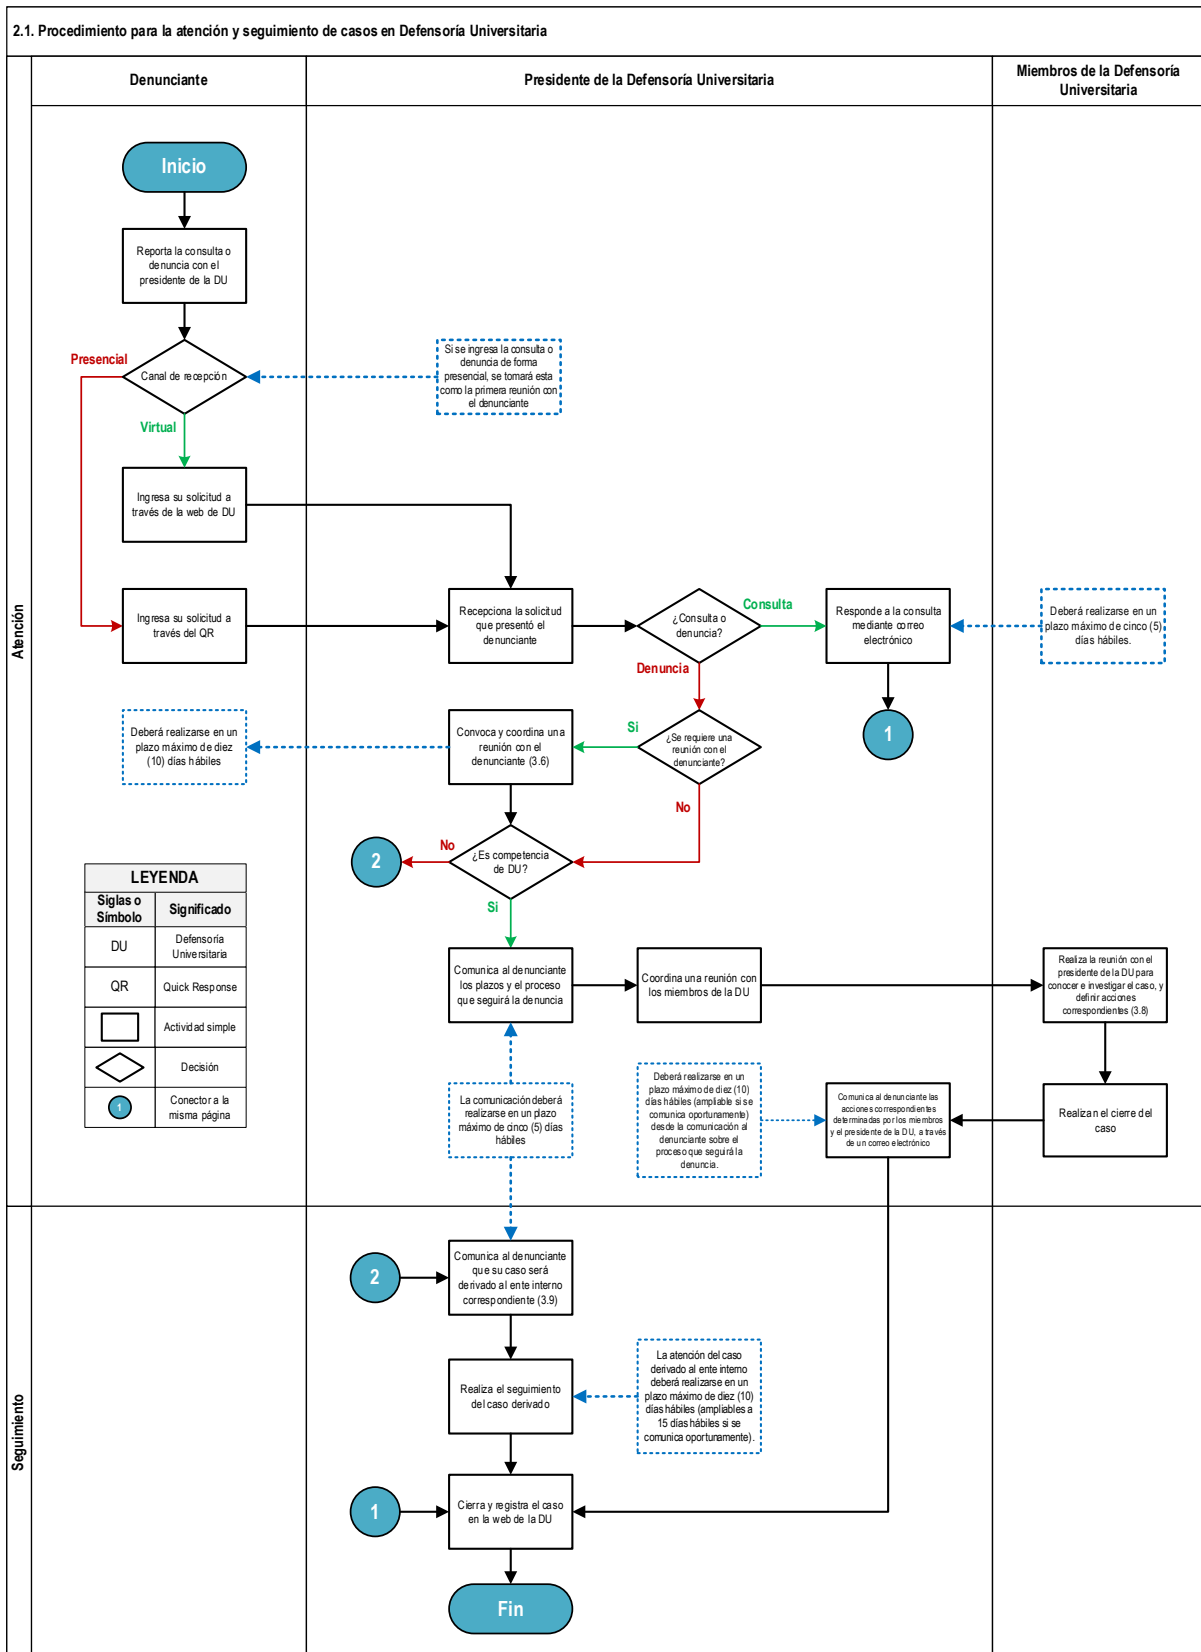 2.1. Procedimiento para la atención y seguimiento de casos en Defensoría Universitaria
Denunciante
Presidente de la Defensoría Universitaria
Miembros de la Defensoría
Universitaria
Atención
Inicio
Reporta la consulta o
denuncia con el
presidente de la DU
Presencial
Canal de recepción
Si se ingresa la consulta o
denuncia de forma
presencial, se tomará esta
como la primera reunión con
el denunciante
Virtual
Ingresa su solicitud a
través de la web de DU
Ingresa su solicitud a
través del QR
Recepciona la solicitud
que presentó el
denunciante
¿Consulta o
denuncia?
Consulta
Responde a la consulta
mediante correo
electrónico
Deberá realizarse en un
plazo máximo de cinco (5)
días hábiles.
Denuncia
1
Deberá realizarse en un
plazo máximo de diez
(10) días hábiles
Convoca y coordina una
reunión con el
denunciante (3.6)
Si
¿Se requiere una
reunión con el
denunciante?
No
2
No
¿Es competencia
de DU?
Si
LEYENDA
Siglas o
Símbolo
Significado
DU
Defensoría
Universitaria
QR
Quick Response
Actividad simple
Decisión
1
Conector a la
misma página
Comunica al denunciante
los plazos y el proceso
que seguirá la denuncia
Coordina una reunión con
los miembros de la DU
Realiza la reunión con el
presidente de la DU para
conocer e investigar el caso, y
definir acciones
correspondientes (3.8)
La comunicación deberá
realizarse en un plazo
máximo de cinco (5) días
hábiles
Deberá realizarse en un
plazo máximo de diez (10)
días hábiles (ampliable si se
comunica oportunamente)
desde la comunicación al
denunciante sobre el
proceso que seguirá la
denuncia.
Comunica al denunciante las
acciones correspondientes
determinadas por los miembros
y el presidente de la DU, a través
de un correo electrónico
Realizan el cierre del
caso
Seguimiento
2
Comunica al denunciante
que su caso será
derivado al ente interno
correspondiente (3.9)
Realiza el seguimiento
del caso derivado
La atención del caso
derivado al ente interno
deberá realizarse en un
plazo máximo de diez (10)
días hábiles (ampliables a
15 días hábiles si se
comunica oportunamente).
1
Cierra y registra el caso
en la web de la DU
Fin